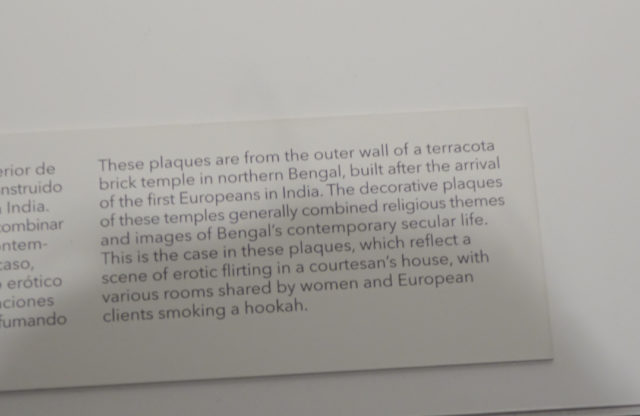 erior de
nstruido
India.
ombinar
ntem-
caso,
erótico
ciones
fumando
These plaques are from the outer wall of a terracota
brick temple in northern Bengal, built after the arrival
of the first Europeans in India. The decorative plaques
of these temples generally combined religious themes
and images of Bengal's contemporary secular life.
This is the case in these plaques, which reflect a
scene of erotic flirting in a courtesan's house, with
various rooms shared by women and European
clients smoking a hookah.